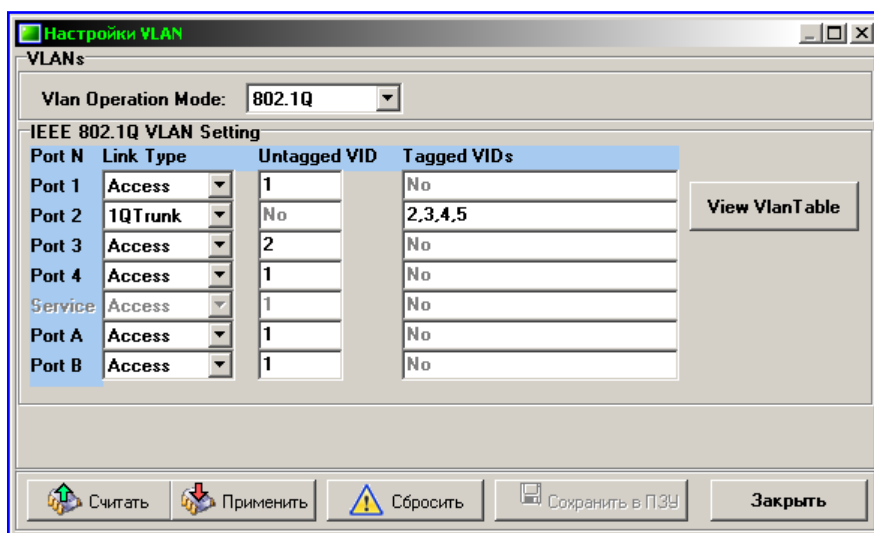 Настройки VLAN
VLANs
Vlan Operation Mode: 802.1Q
IEEE 802.1Q VLAN Setting
Port N Link Type Untagged VID Tagged VIDs
Port 1 Access 1 No
View VlanTable
Port 2 1QTrunk No 2,3,4,5
Port 3 Access 2 No
Port 4 Access 1 No
Service Access 1 No
Port A Access 1 No
Port B Access 1 No
Считать Применить Сбросить Сохранить в ПЗУ Закрыть